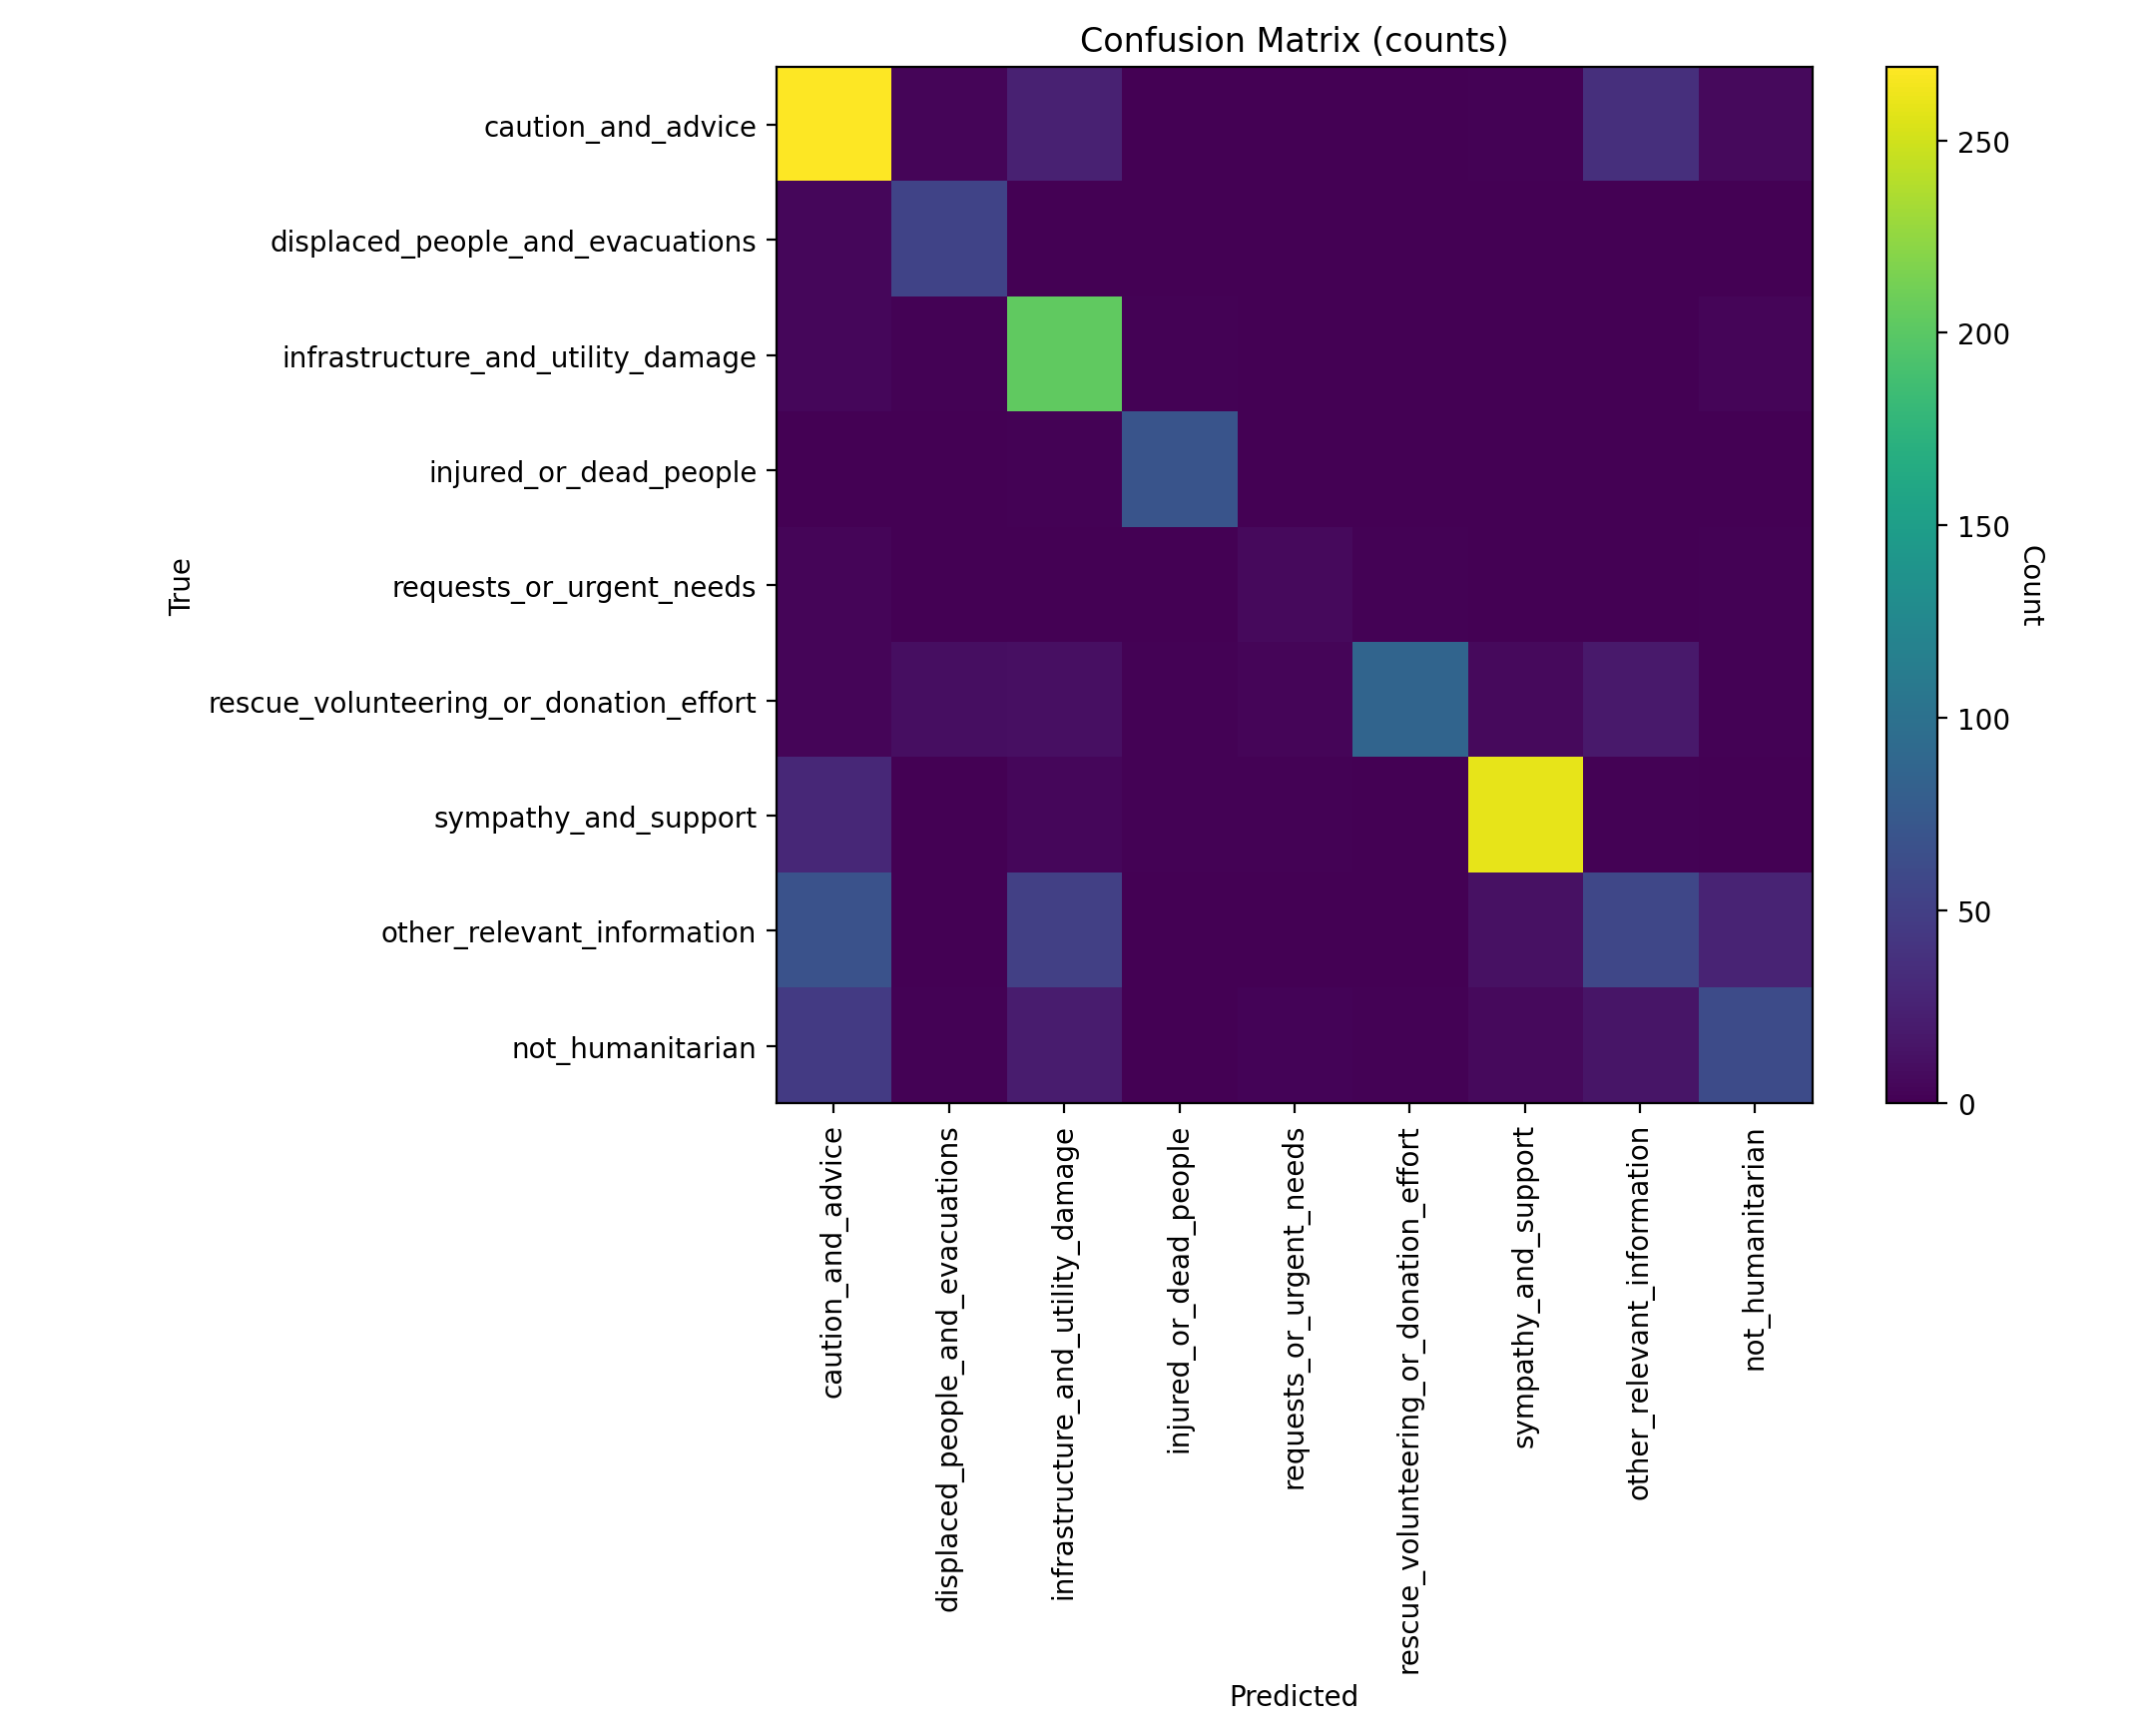 Confusion Matrix (counts)
caution_and_advice
displaced_people_and_evacuations
infrastructure_and_utility_damage
injured_or_dead_people
requests_or_urgent_needs
rescue_volunteering_or_donation_effort
sympathy_and_support
other_relevant_information
not_humanitarian
True
caution_and_advice
displaced_people_and_evacuations
infrastructure_and_utility_damage
injured_or_dead_people
requests_or_urgent_needs
rescue_volunteering_or_donation_effort
sympathy_and_support
other_relevant_information
not_humanitarian
Predicted
250
200
150
100
50
0
Count